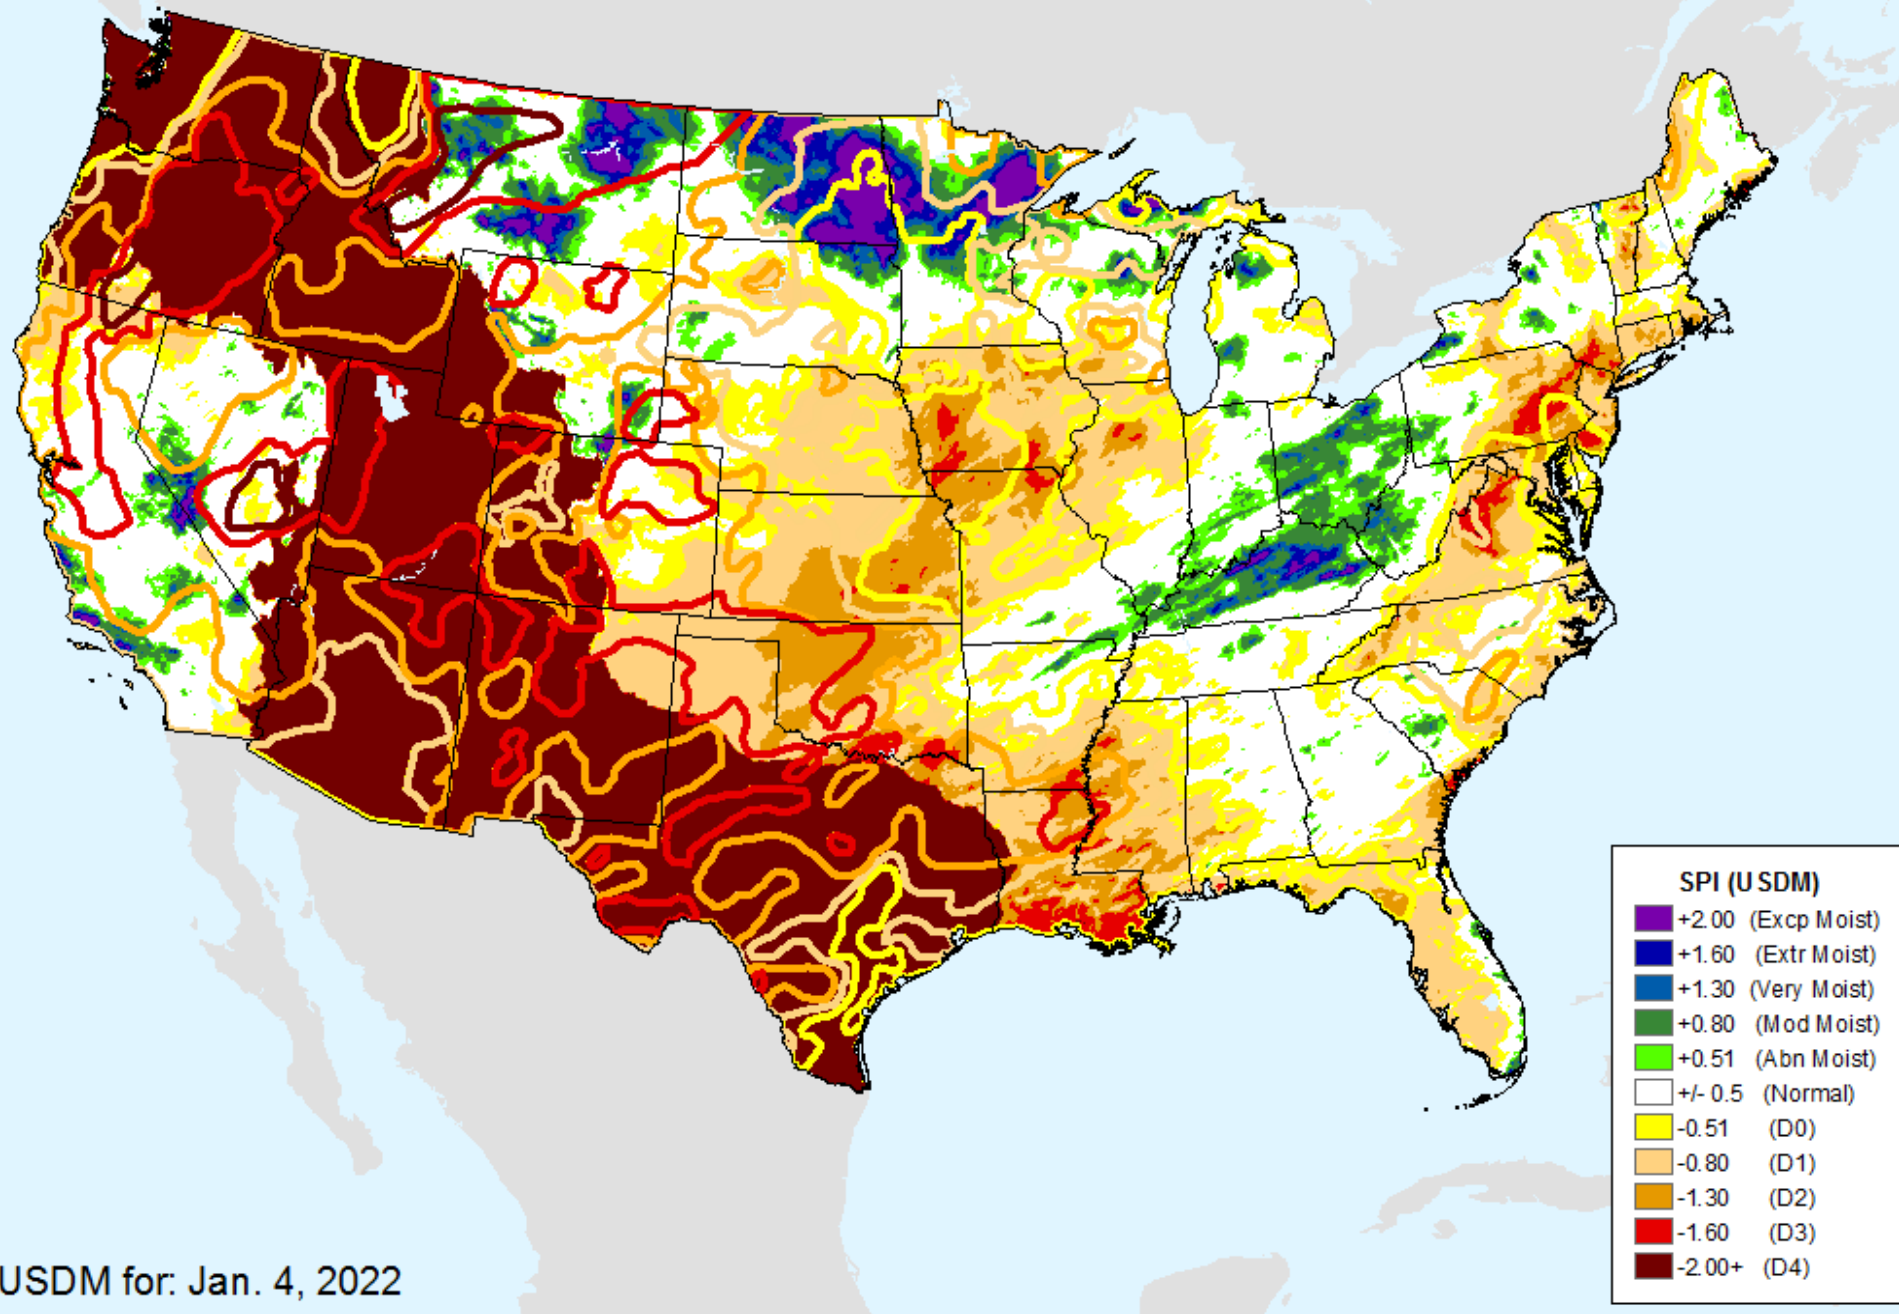 SPI (USDM)
+2.00 (Excp Moist)
+1.60 (Extr Moist)
+1.30 (Very Moist)
+0.80 (Mod Moist)
+0.51 (Abn Moist)
+/- 0.5 (Normal)
-0.51 (D0)
-0.80 (D1)
-1.30 (D2)
-1.60 (D3)
-2.00+ (D4)
USDM for: Jan. 4, 2022